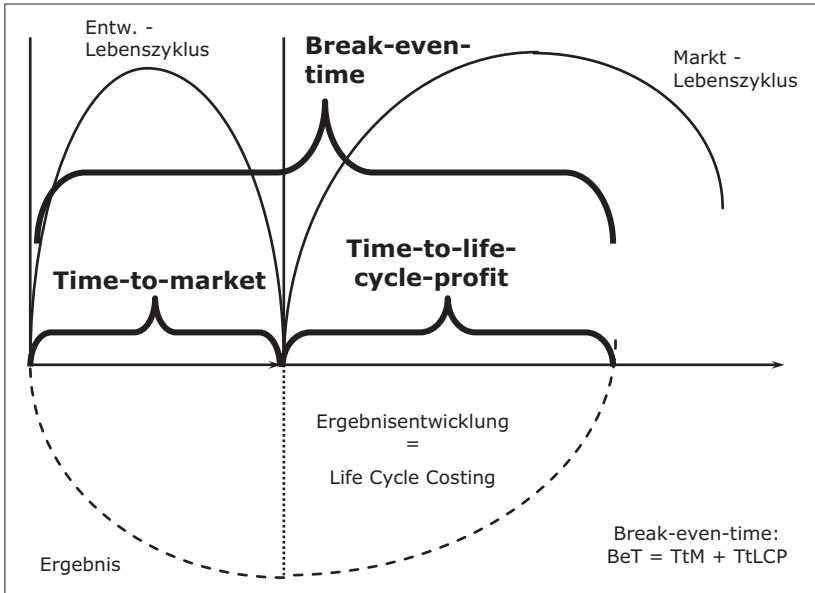 Entw. -
Lebenszyklus
Break-even-
time
Markt -
Lebenszyklus
Time-to-market
Time-to-life-
cycle-profit
Ergebnisentwicklung
=
Life Cycle Costing
Ergebnis
Break-even-time:
BeT = TtM + TtLCP